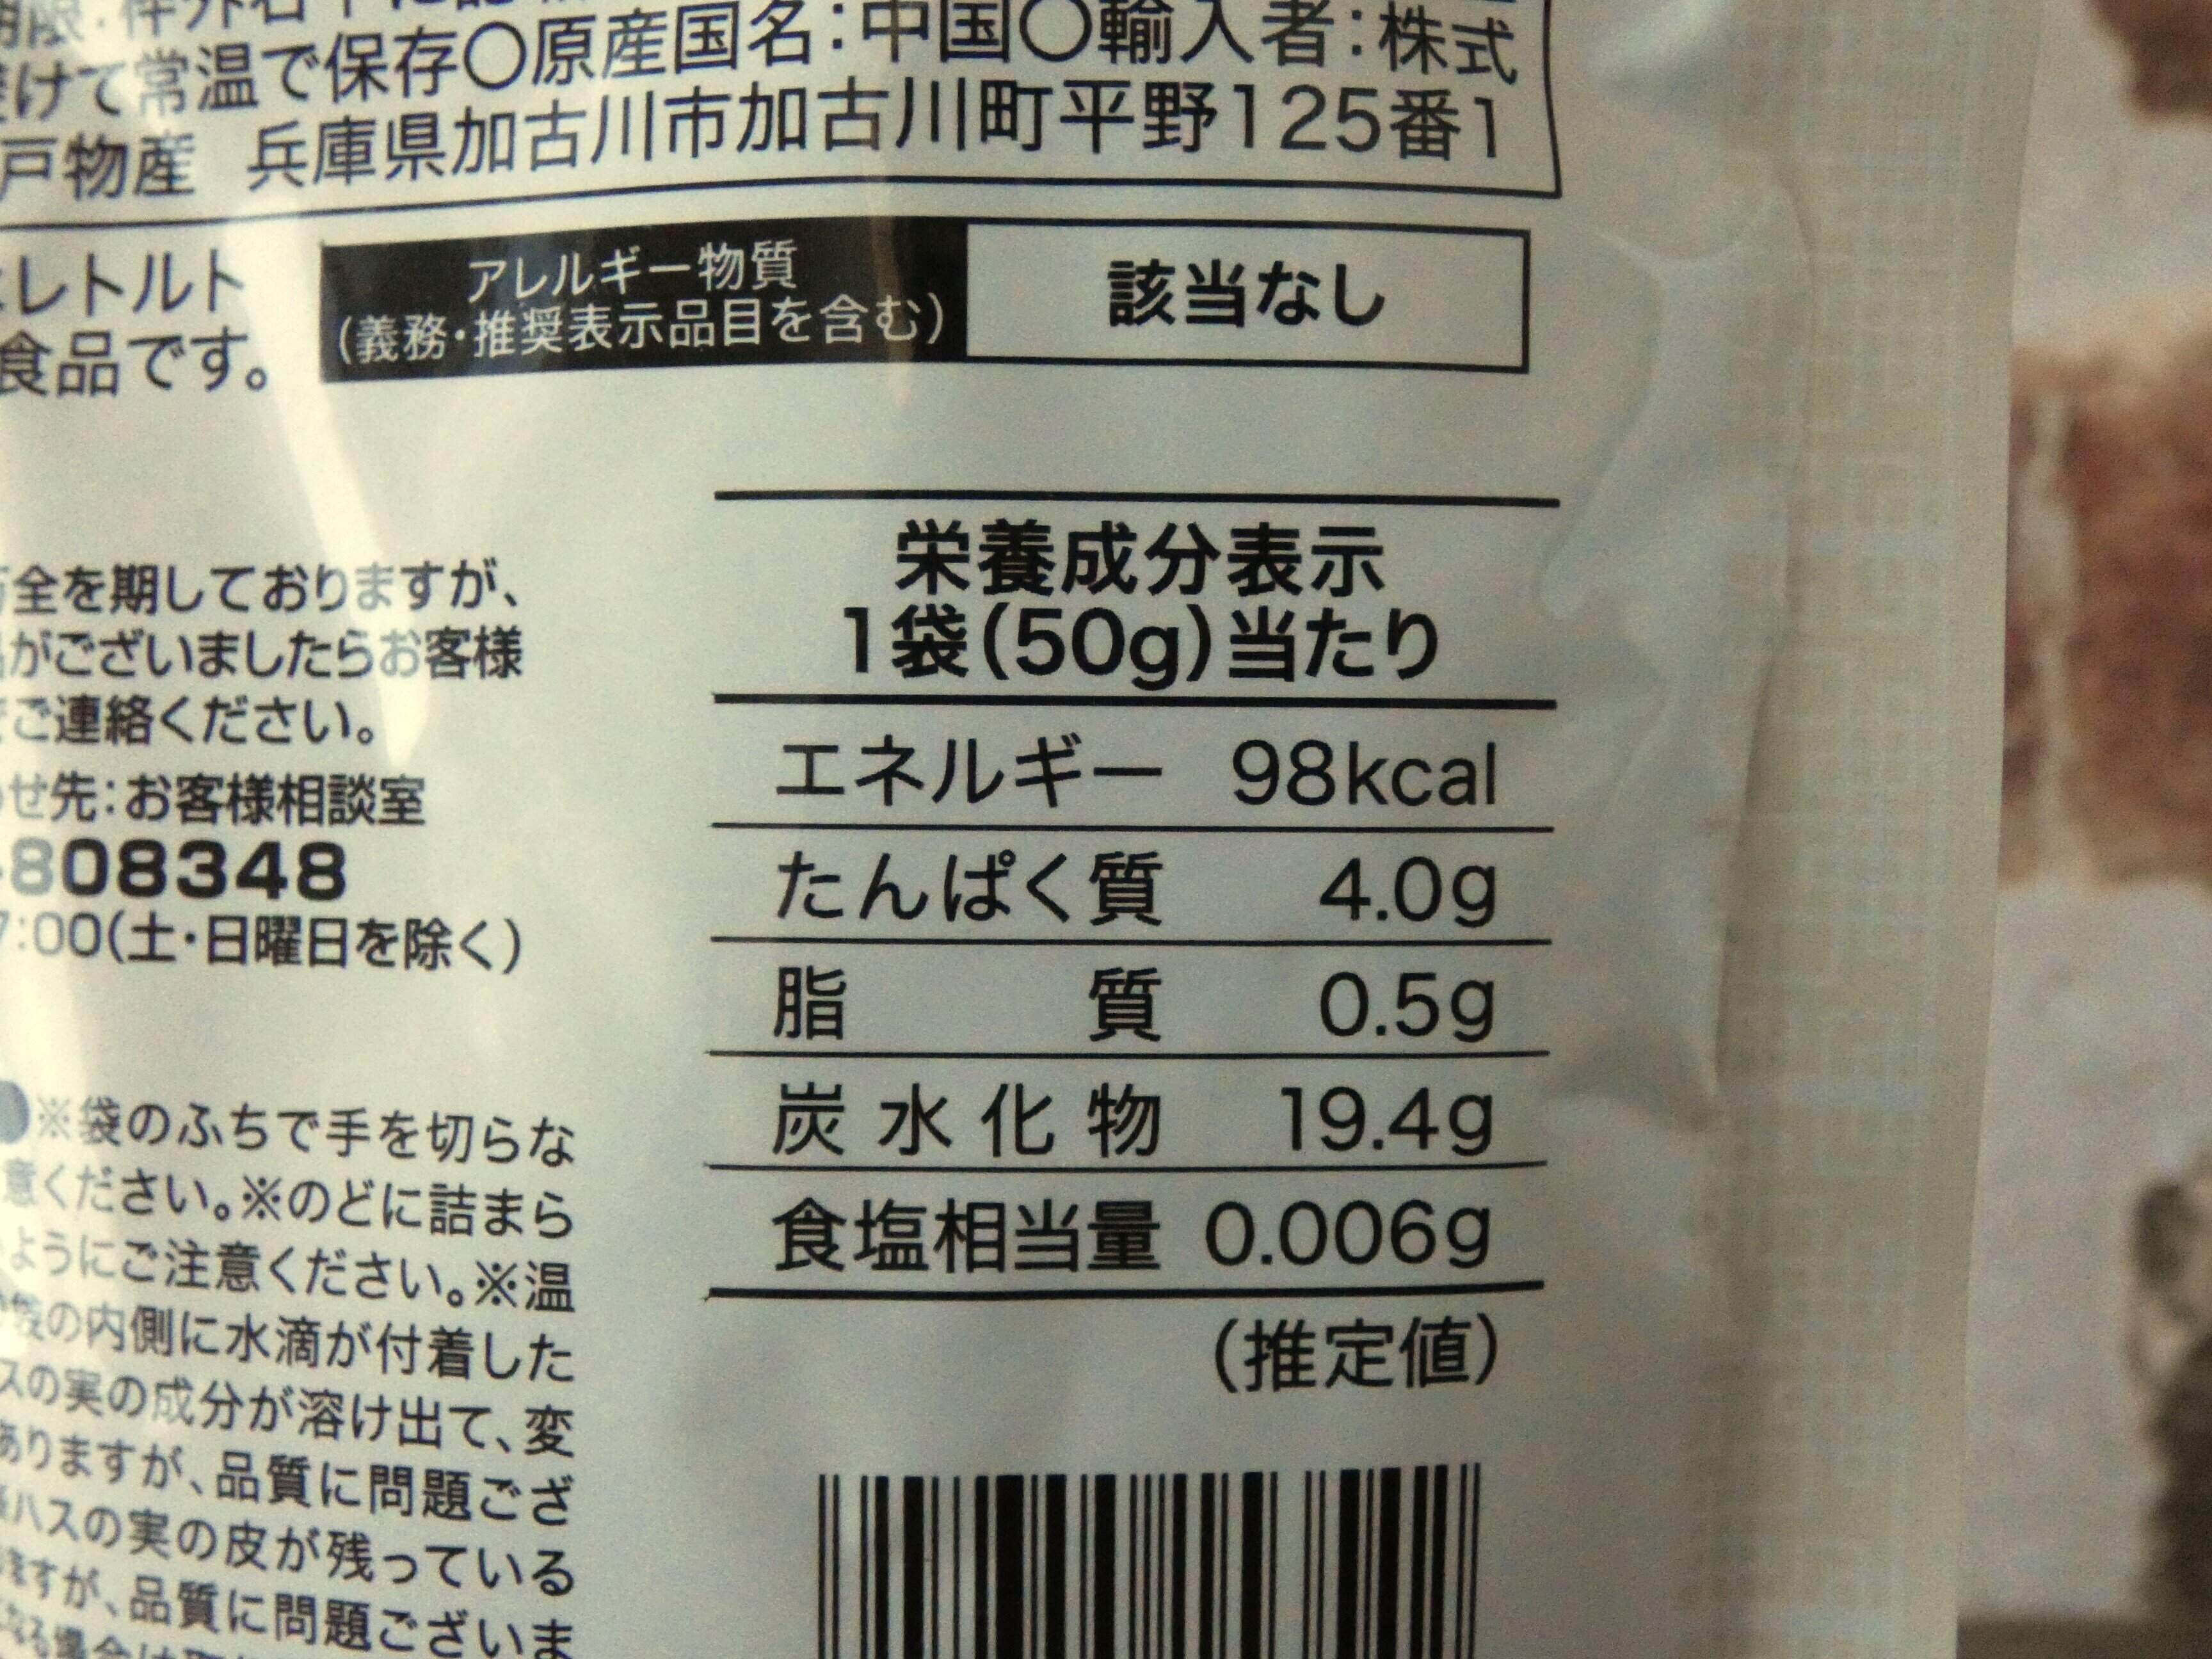 けて常温で保存〇原産国名:中国〇輸入者:株式
戸物産 兵庫県加古川市加古川町平野125番1
レトルト
食品です。
アレルギー物質
(義務・推奨表示品目を含む)
該当なし
全を期しておりますが、
がございましたらお客様
ご連絡ください。
せ先:お客様相談室
808348
7:00(土・日曜日を除く)
栄養成分表示
1袋(50g)当たり
エネルギー 98kcal
たんぱく質 4.0g
脂質 0.5g
炭水化物 19.4g
食塩相当量 0.006g
(推定値)
※袋のふちで手を切らな
意ください。※のどに詰まら
ようにご注意ください。※温
袋の内側に水滴が付着した
スの実の成分が溶け出て、変
ありますが、品質に問題ござ
ハスの実の皮が残っている
ますが、品質に問題ございま